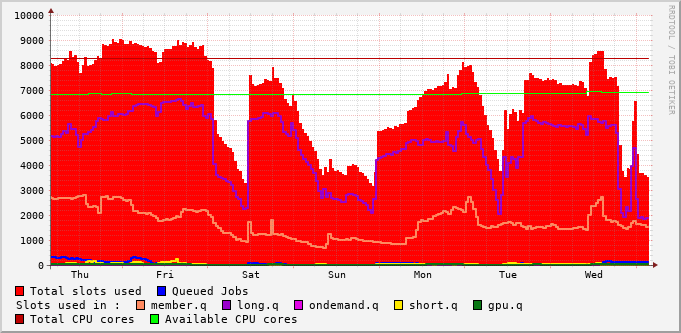 RRDTOOL / TOBI OETIKER
10000
9000
8000
7000
6000
5000
4000
3000
2000
1000
0
Thu Fri Sat Sun Mon Tue Wed
Total slots used Queued Jobs
Slots used in : member.q long.q ondemand.q short.q gpu.q
Total CPU cores Available CPU cores